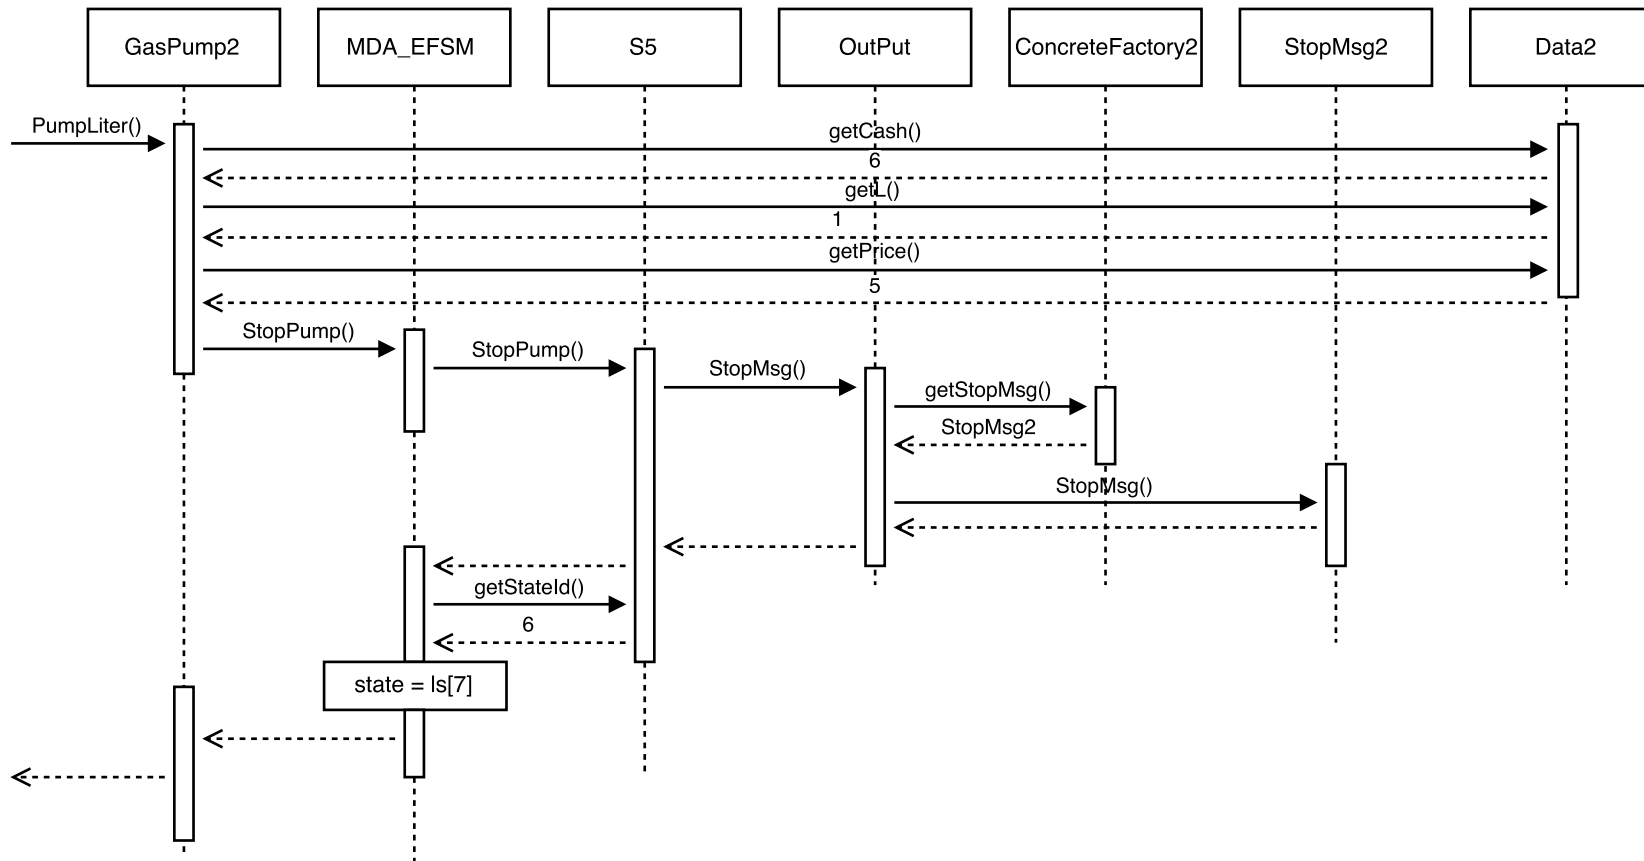 GasPump2
MDA_EFSM
S5
OutPut
ConcreteFactory2
StopMsg2
Data2
PumpLiter()
getCash()
6
getL()
1
getPrice()
5
StopPump()
StopPump()
StopMsg()
getStopMsg()
StopMsg2
StopMsg()
getStateId()
6
state = ls[7]